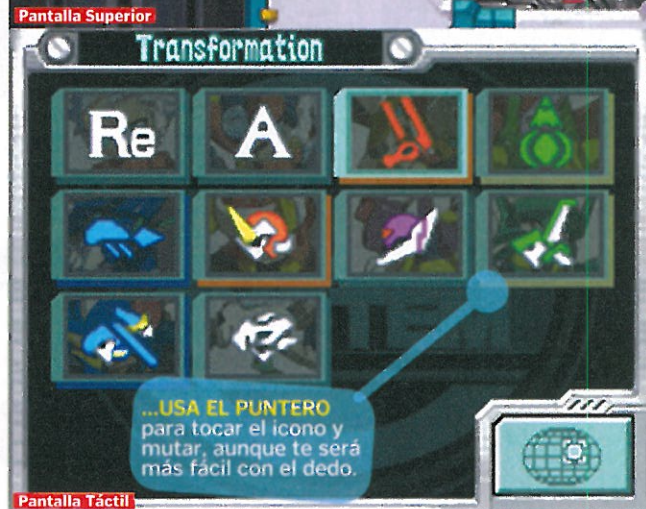 Pantalla Superior
Transformation
Re
A
...USA EL PUNTERO
para tocar el icono y
mutar, aunque te será
más fácil con el dedo.
Pantalla Táctil